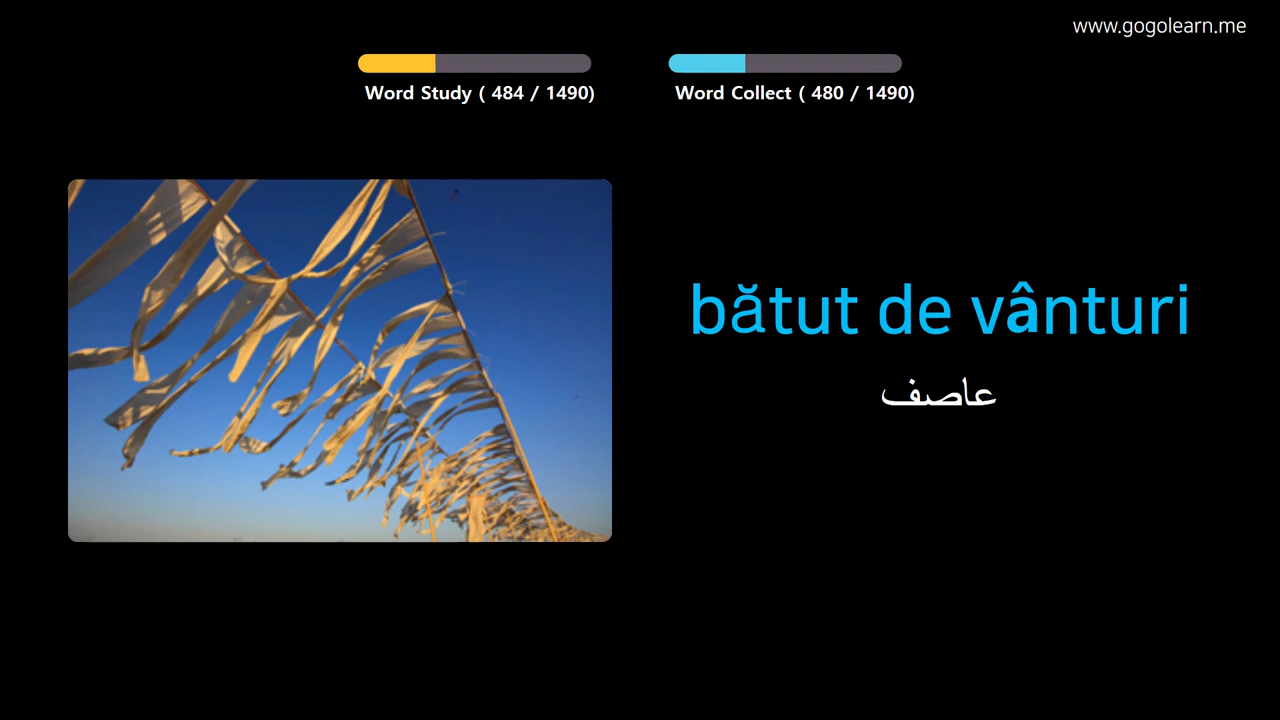 www.gogolearn.me
Word Study ( 484 / 1490)
Word Collect ( 480 / 1490)
bătut de vânturi
عاصف